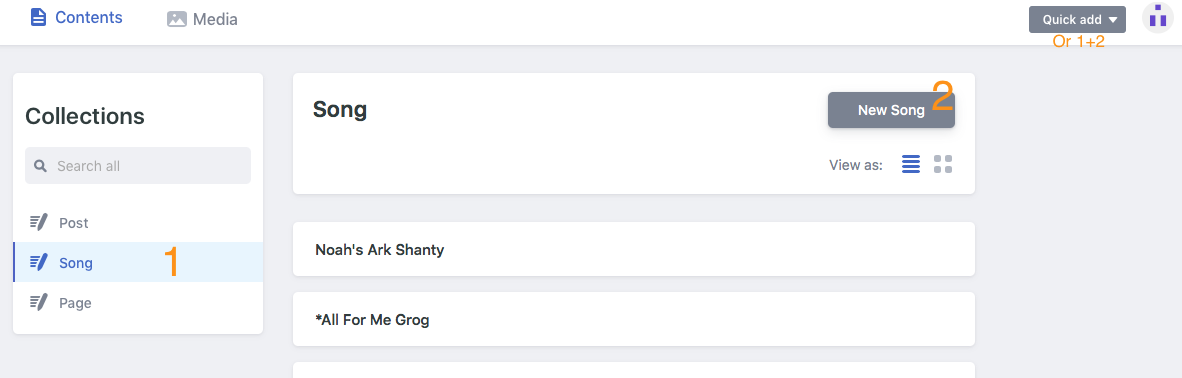 Contents
Media
Quick add
Or 1+2
Collections
Search all
Post
Song
1
Page
Song
2
New Song
View as:
Noah's Ark Shanty
*All For Me Grog